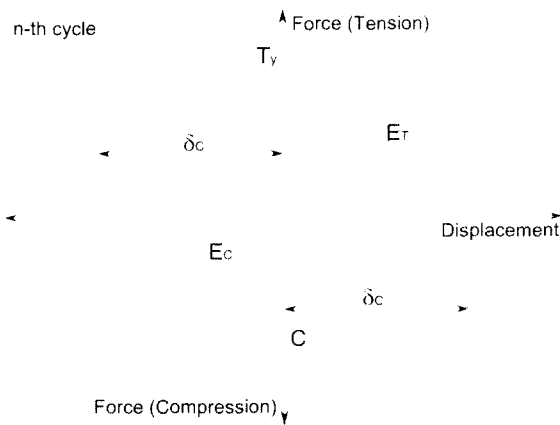 n-th cycle
Force (Tension)
Ty
ET
δc
Displacement
EC
δc
C
Force (Compression)